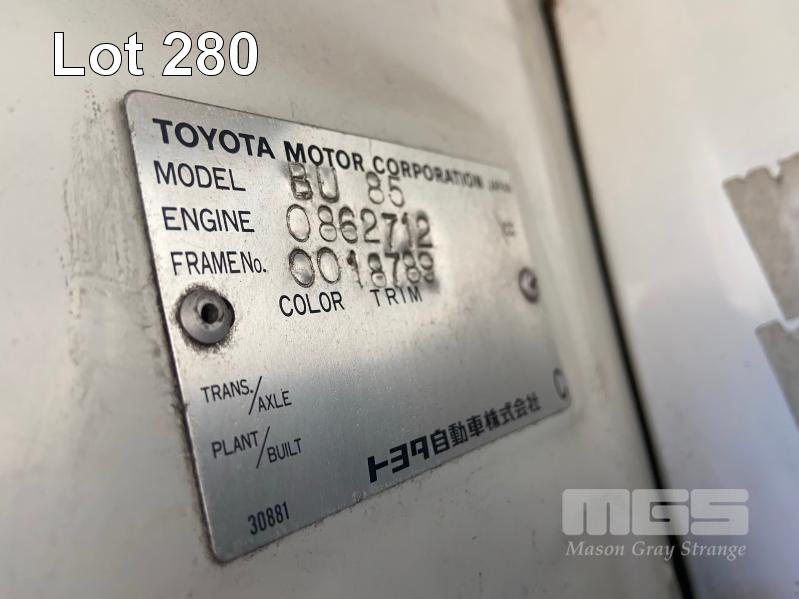 Lot 280
TOYOTA MOTOR CORPORATION JAPAN
MODEL BU 85
ENGINE 0862712 cc
FRAME No. 0018789
COLOR TRIM
TRANS./AXLE
PLANT/BUILT
トヨタ自動車株式会社
30881
MGS
Mason Gray Strange